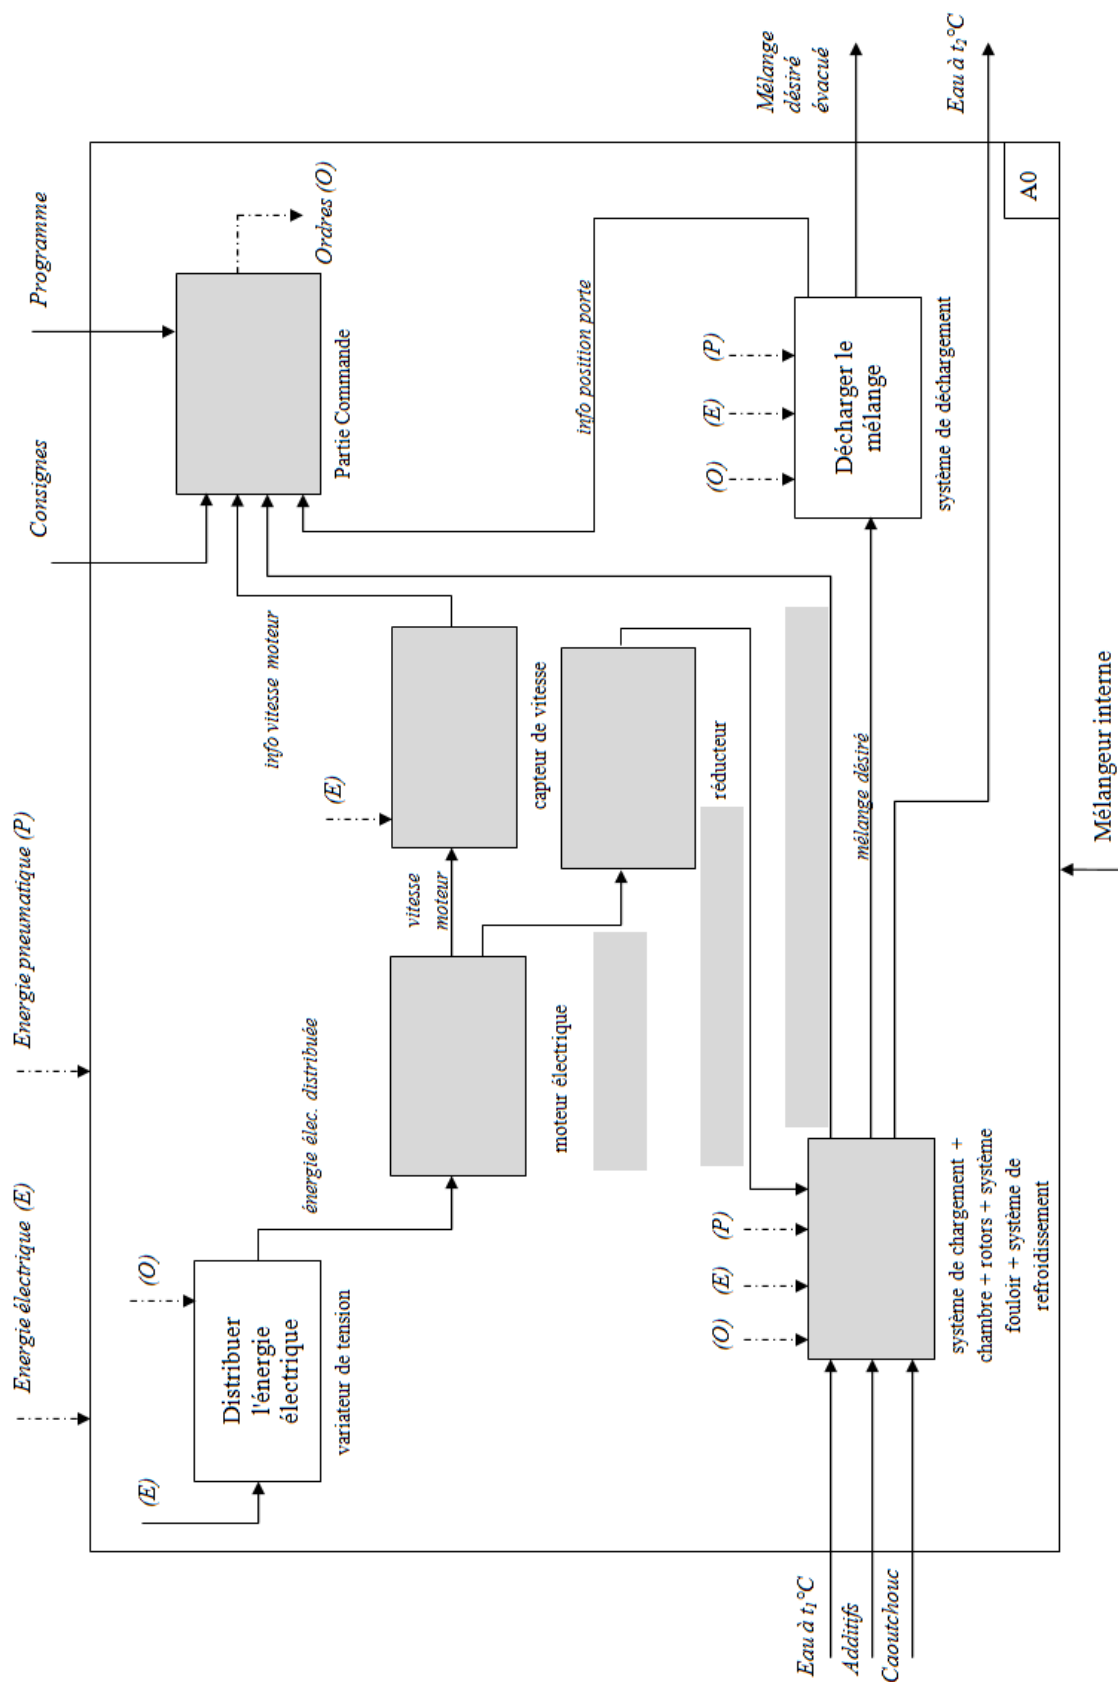 Energie électrique (E)
Energie pneumatique (P)
Consignes
Programme
(E)
(O)
Distribuer
l'énergie
électrique
variateur de tension
énergie élec. distribuée
moteur électrique
vitesse
moteur
(E)
info vitesse moteur
capteur de vitesse
réducteur
Partie Commande
Ordres (O)
info position porte
(O)
(E)
(P)
système de chargement +
chambre + rotors + système
fouloir + système de
refroidissement
Eau à t₁°C
Additifs
Caoutchouc
mélange désiré
(O)
(E)
(P)
Décharger le
mélange
système de déchargement
Mélange
désiré
évacué
Eau à t₂°C
A0
Mélangeur interne